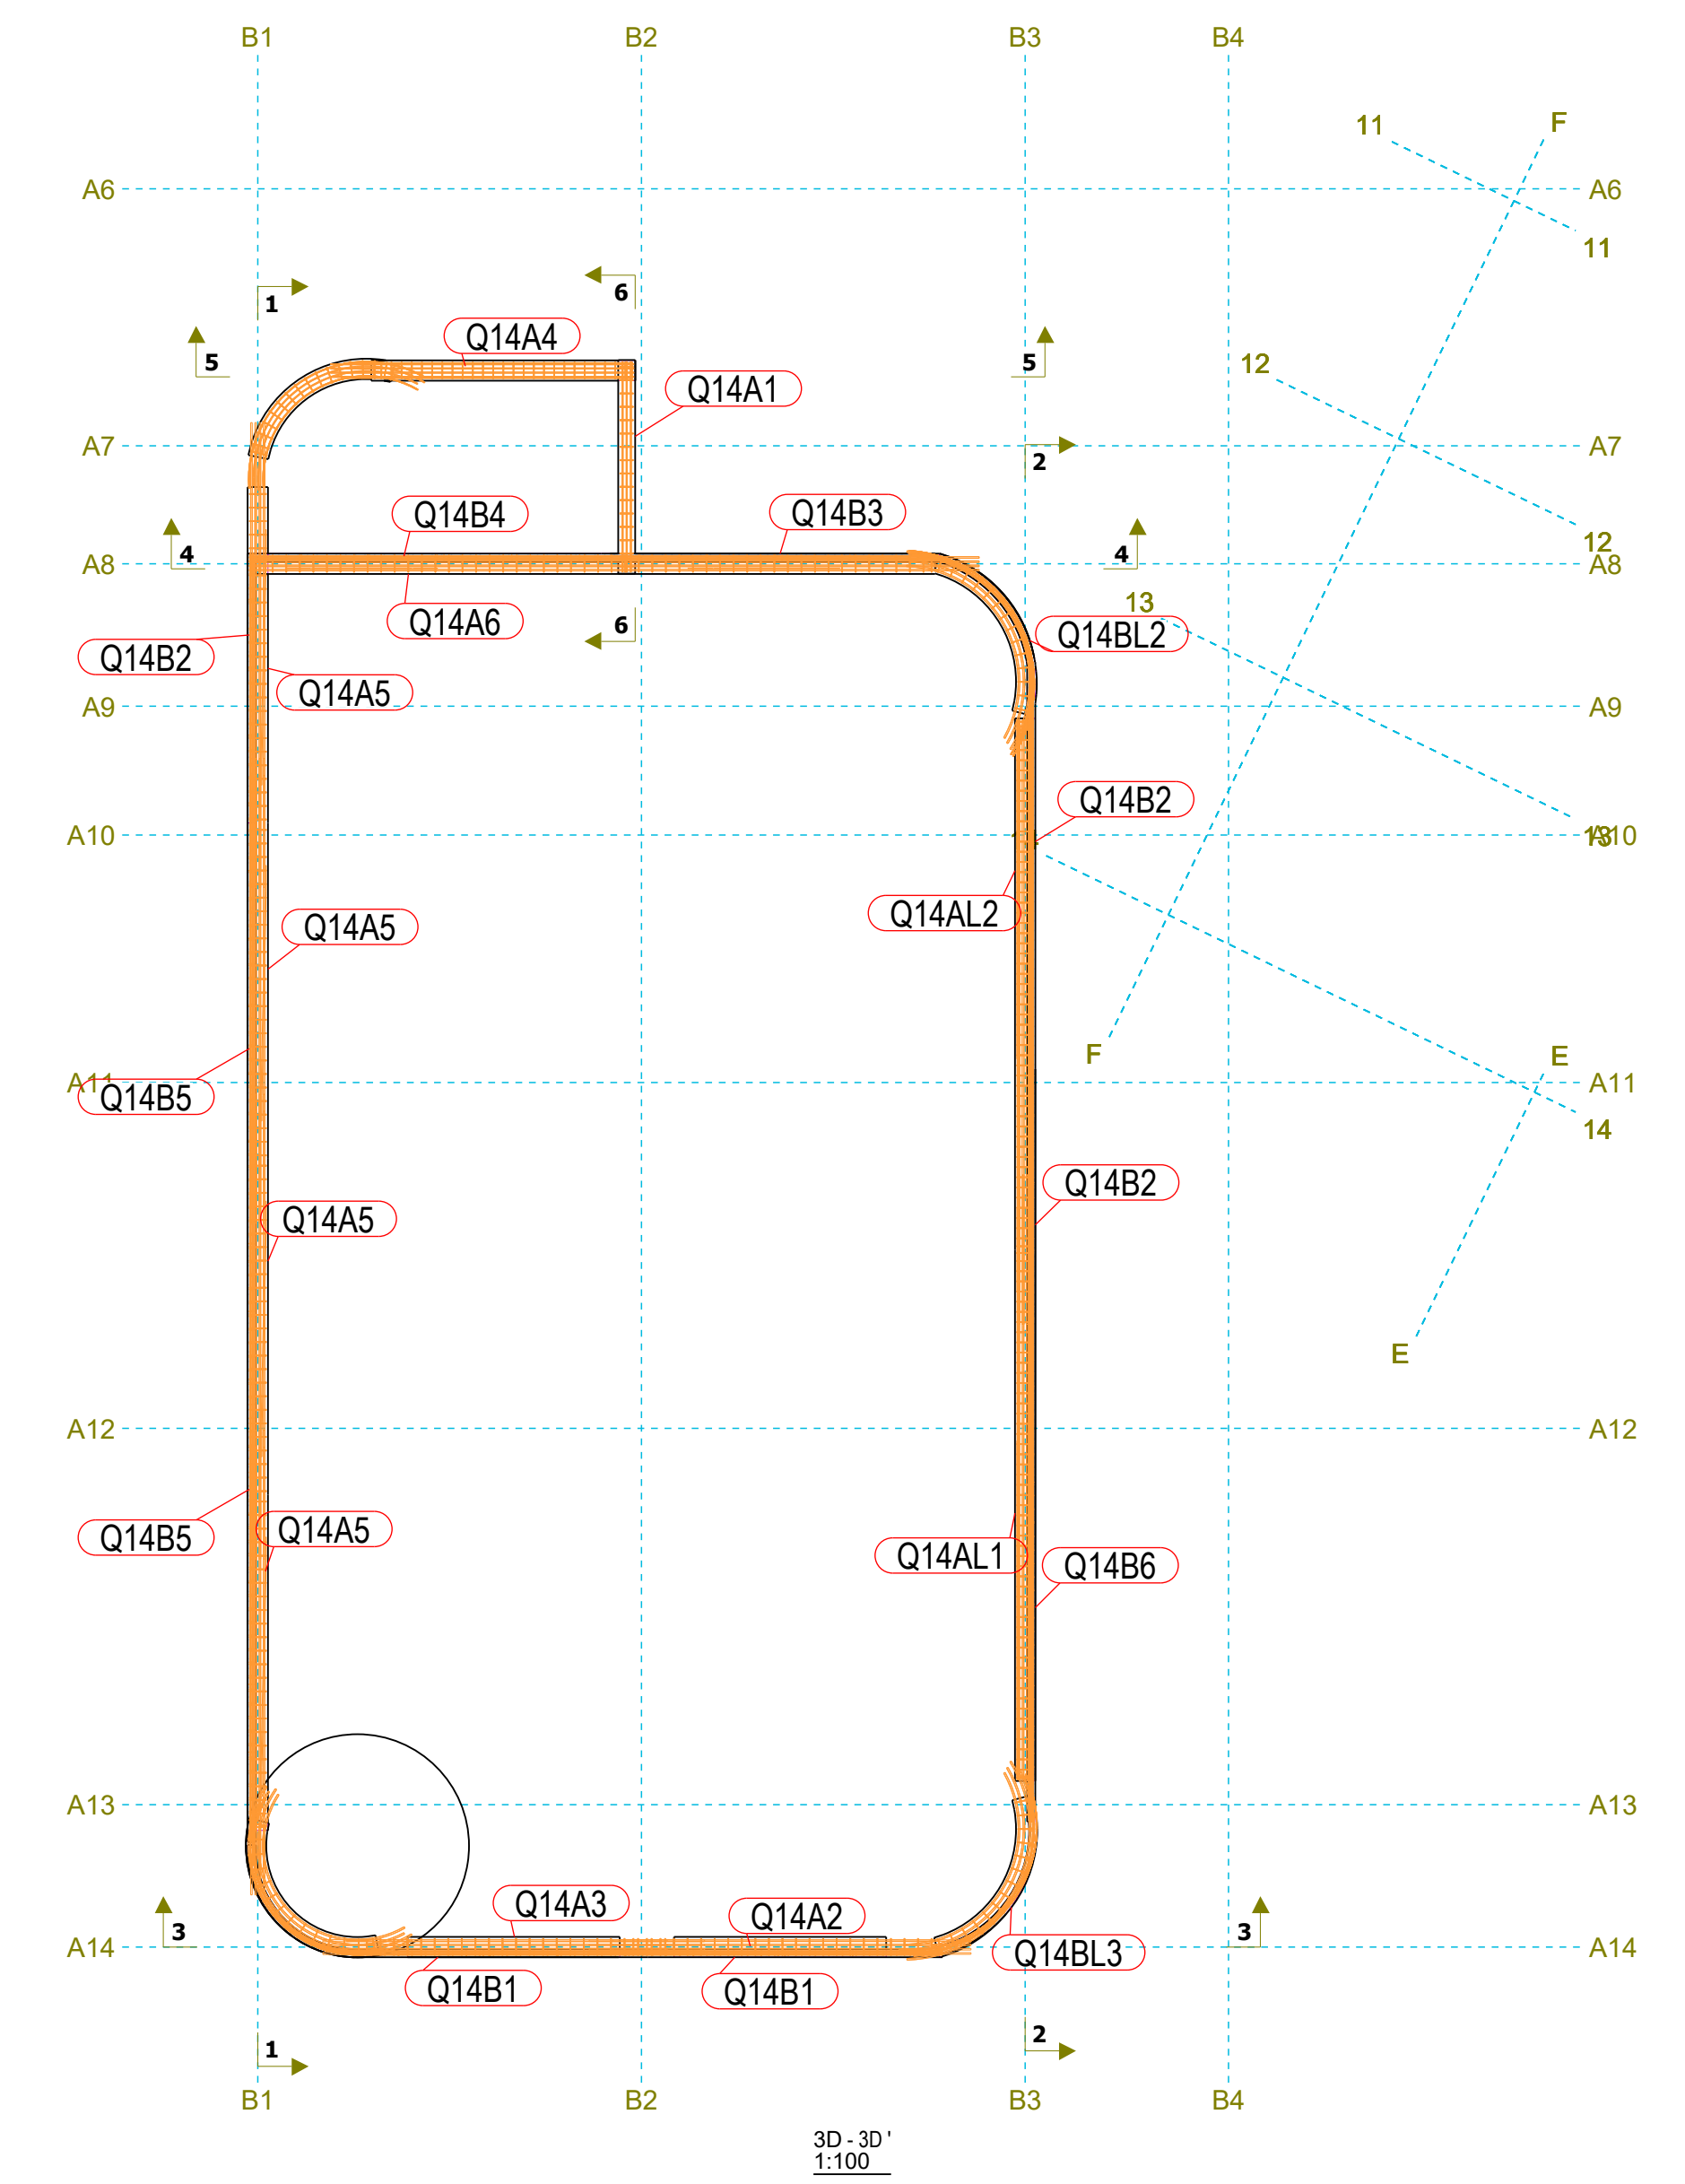 B1 B2 B3 B4
11 F
A6 A6
11
1 6
5 Q14A4 5 12
Q14A1
A7 2 A7
Q14B4 Q14B3
4 4 12
A8 A8
13
Q14A6 6
Q14BL2
Q14B2
Q14A5
A9 A9
Q14B2
A10 13 A10
Q14AL2
Q14A5
F E
A11 A11
Q14B5
14
Q14B2
Q14A5
E
A12 A12
Q14A5
Q14B5
Q14AL1 Q14B6
A13 A13
Q14A3
Q14A2
3 3
A14 A14
Q14BL3
Q14B1 Q14B1
1 2
B1 B2 B3 B4
3D - 3D '
1:100